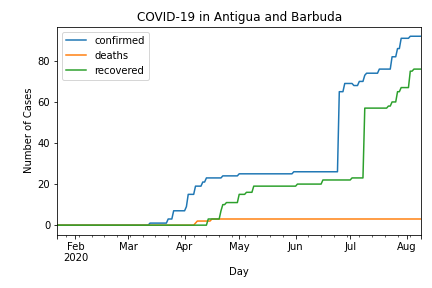 COVID-19 in Antigua and Barbuda
confirmed
deaths
recovered
Number of Cases
80
60
40
20
0
Feb Mar Apr May Jun Jul Aug
2020
Day